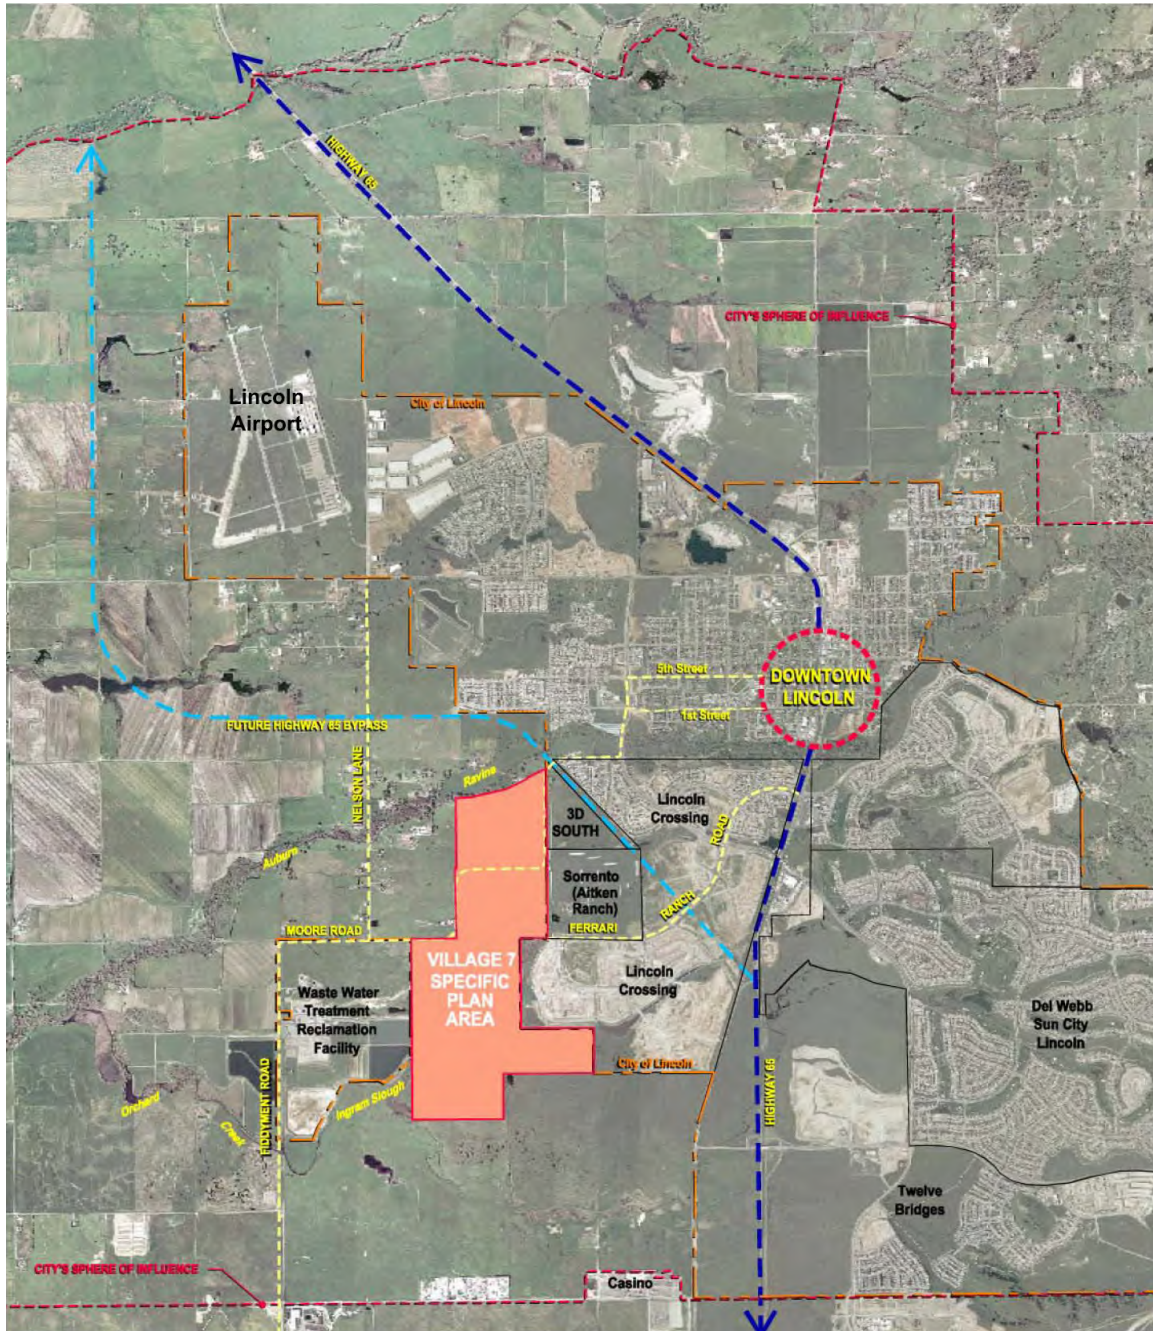 HIGHWAY 65
CITY'S SPHERE OF INFLUENCE
Lincoln
Airport
City of Lincoln
5th Street
DOWNTOWN
LINCOLN
1st Street
FUTURE HIGHWAY 65 BYPASS
NELSON LANE
Ravine
Auburn
3D
SOUTH
Lincoln
Crossing
ROAD
Sorrento
(Aitken
Ranch)
RANCH
FERRARI
MOORE ROAD
VILLAGE 7
SPECIFIC
PLAN
AREA
Lincoln
Crossing
Waste Water
Treatment
Reclamation
Facility
Del Webb
Sun City
Lincoln
City of Lincoln
Orchard
Creek
FIDDYMENT ROAD
Ingram Slough
HIGHWAY 65
Twelve
Bridges
CITY'S SPHERE OF INFLUENCE
Casino